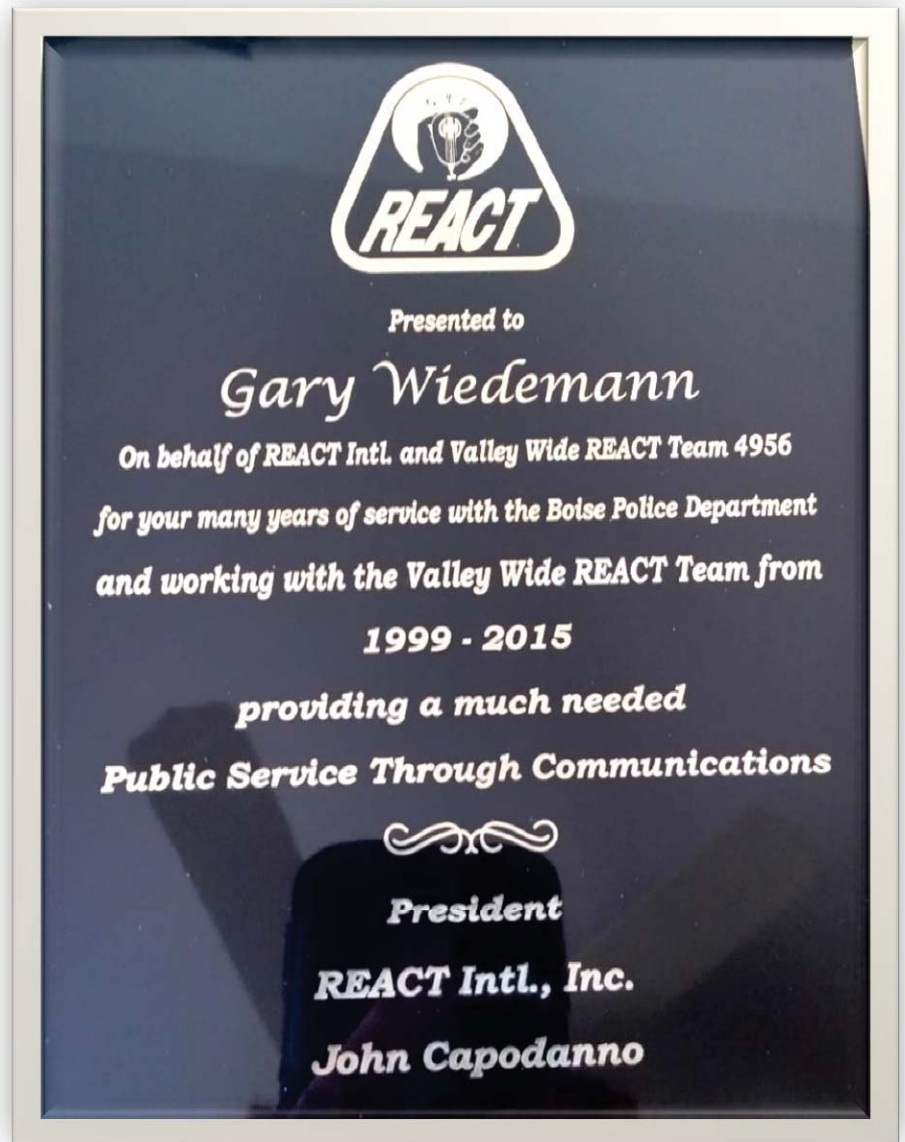 REACT
Presented to
Gary Wiedemann
On behalf of REACT Intl. and Valley Wide REACT Team 4956
for your many years of service with the Boise Police Department
and working with the Valley Wide REACT Team from
1999 - 2015
providing a much needed
Public Service Through Communications
President
REACT Intl., Inc.
John Capodanno